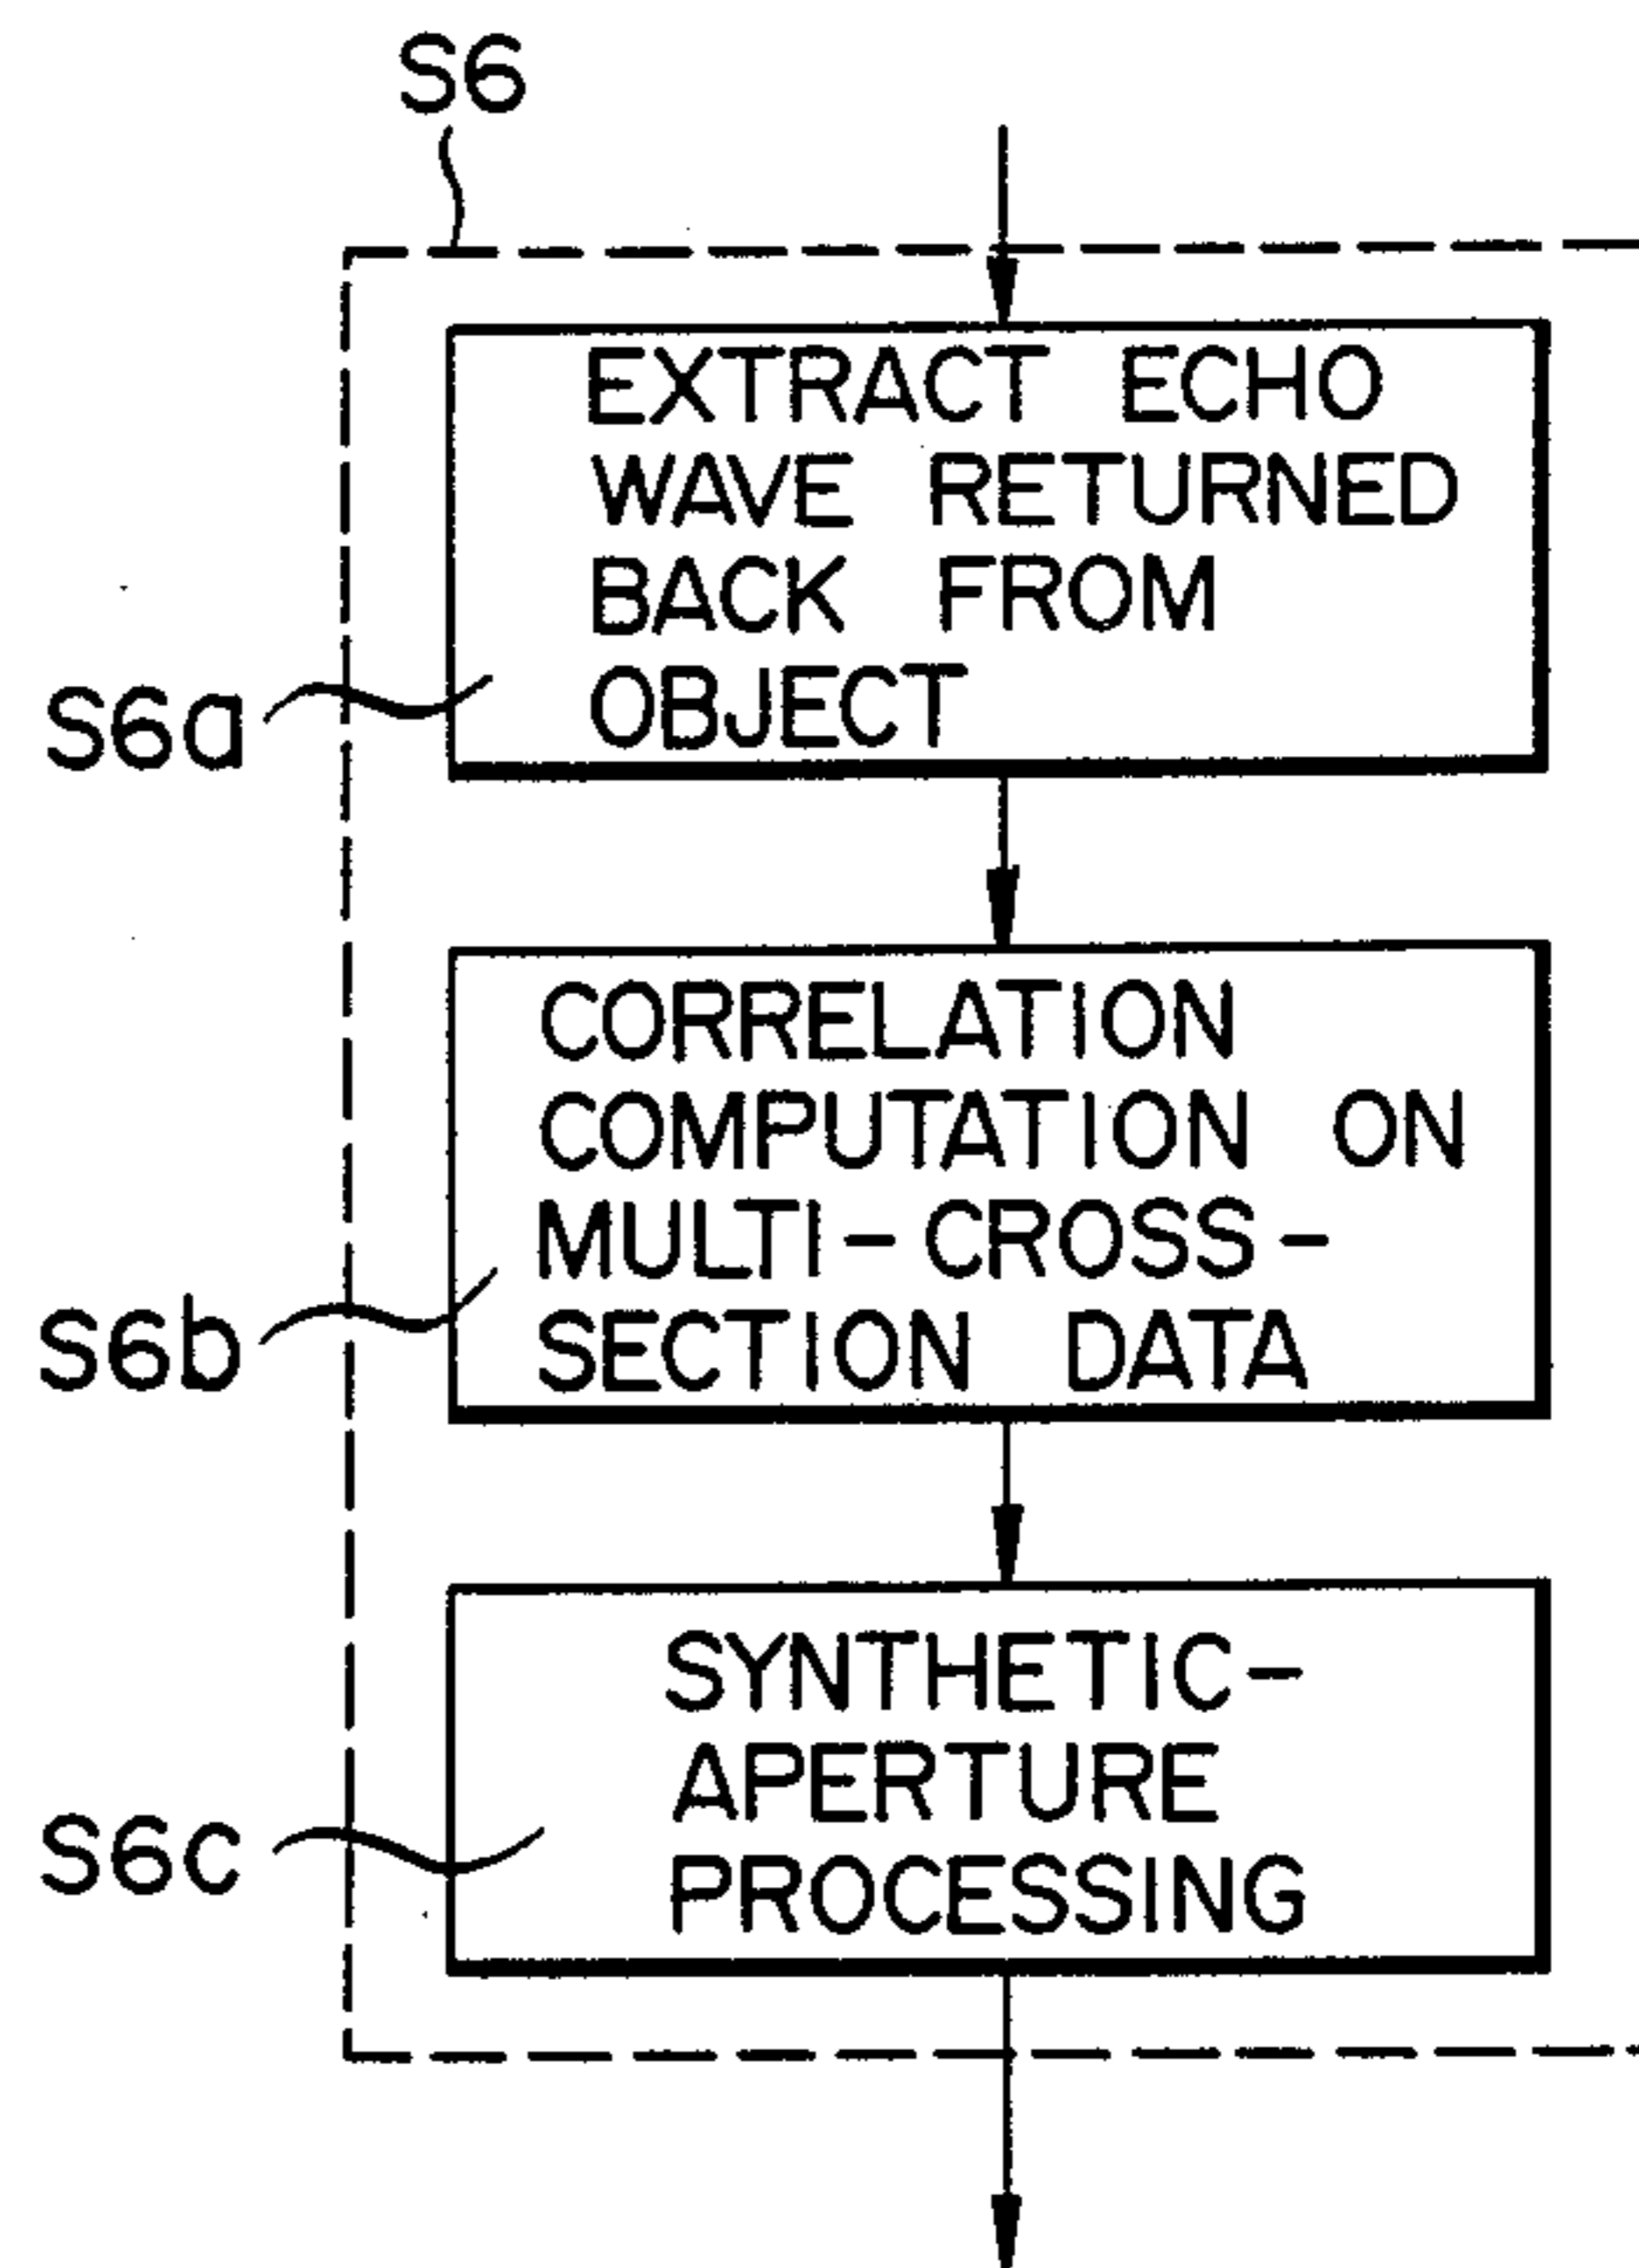 S6
EXTRACT ECHO
WAVE RETURNED
BACK FROM
OBJECT
S6a
CORRELATION
COMPUTATION ON
MULTI-CROSS-
SECTION DATA
S6b
SYNTHETIC-
APERTURE
PROCESSING
S6c